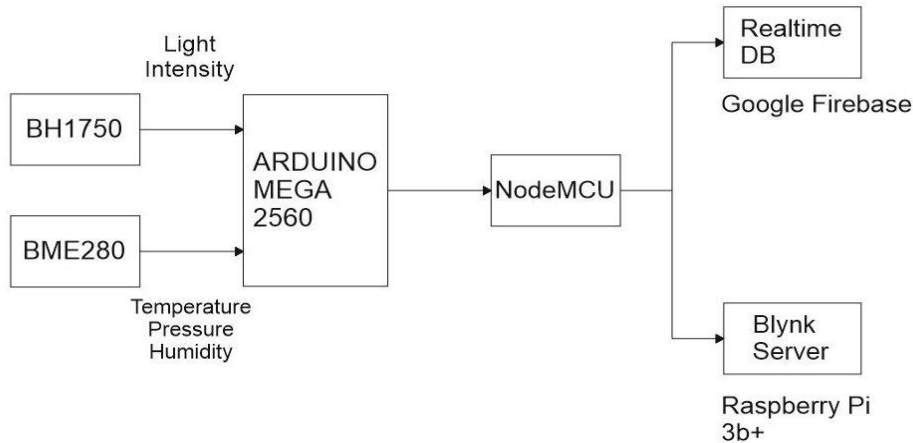 Light
Intensity
BH1750
BME280
Temperature
Pressure
Humidity
ARDUINO
MEGA
2560
NodeMCU
Realtime
DB
Google Firebase
Blynk
Server
Raspberry Pi
3b+